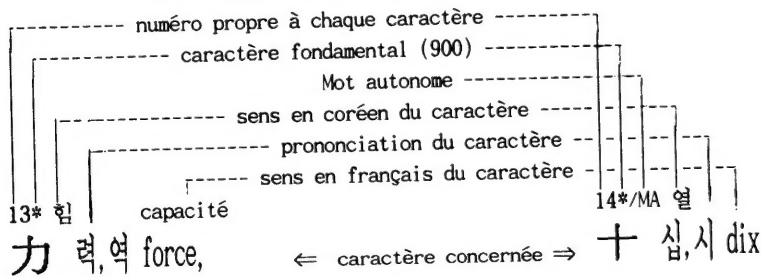 numéro propre à chaque caractère
caractère fondamental (900)
Mot autonome
sens en coréen du caractère
prononciation du caractère
sens en français du caractère
13* 힘 capacité 14*/MA 열
力 력,역 force, ⇐ caractère concernée ⇒ 十 십,시 dix